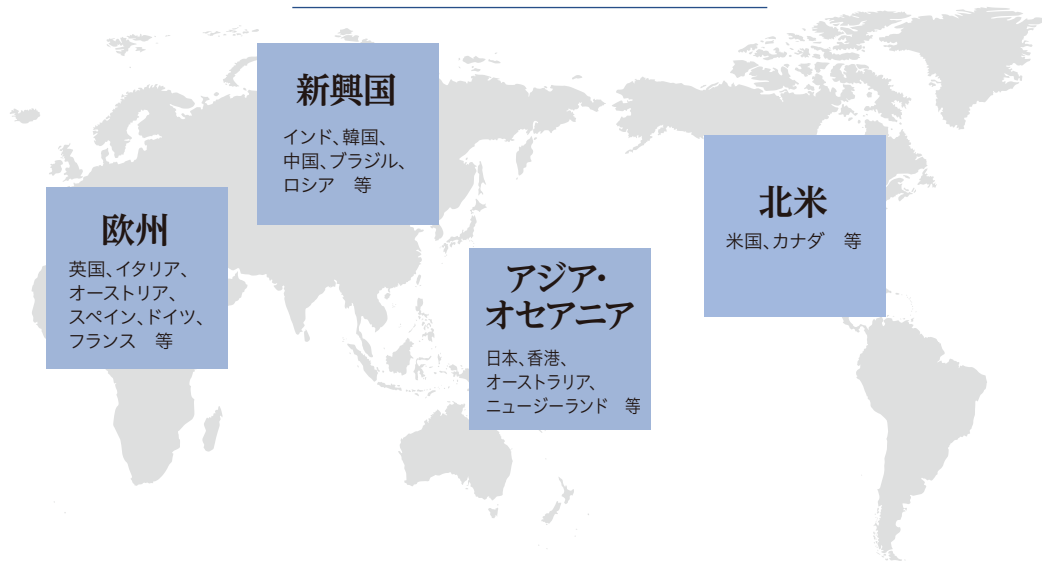 新興国
インド、韓国、
中国、ブラジル、
ロシア　等
欧州
英国、イタリア、
オーストリア、
スペイン、ドイツ、
フランス　等
アジア・
オセアニア
日本、香港、
オーストラリア、
ニュージーランド　等
北米
米国、カナダ　等